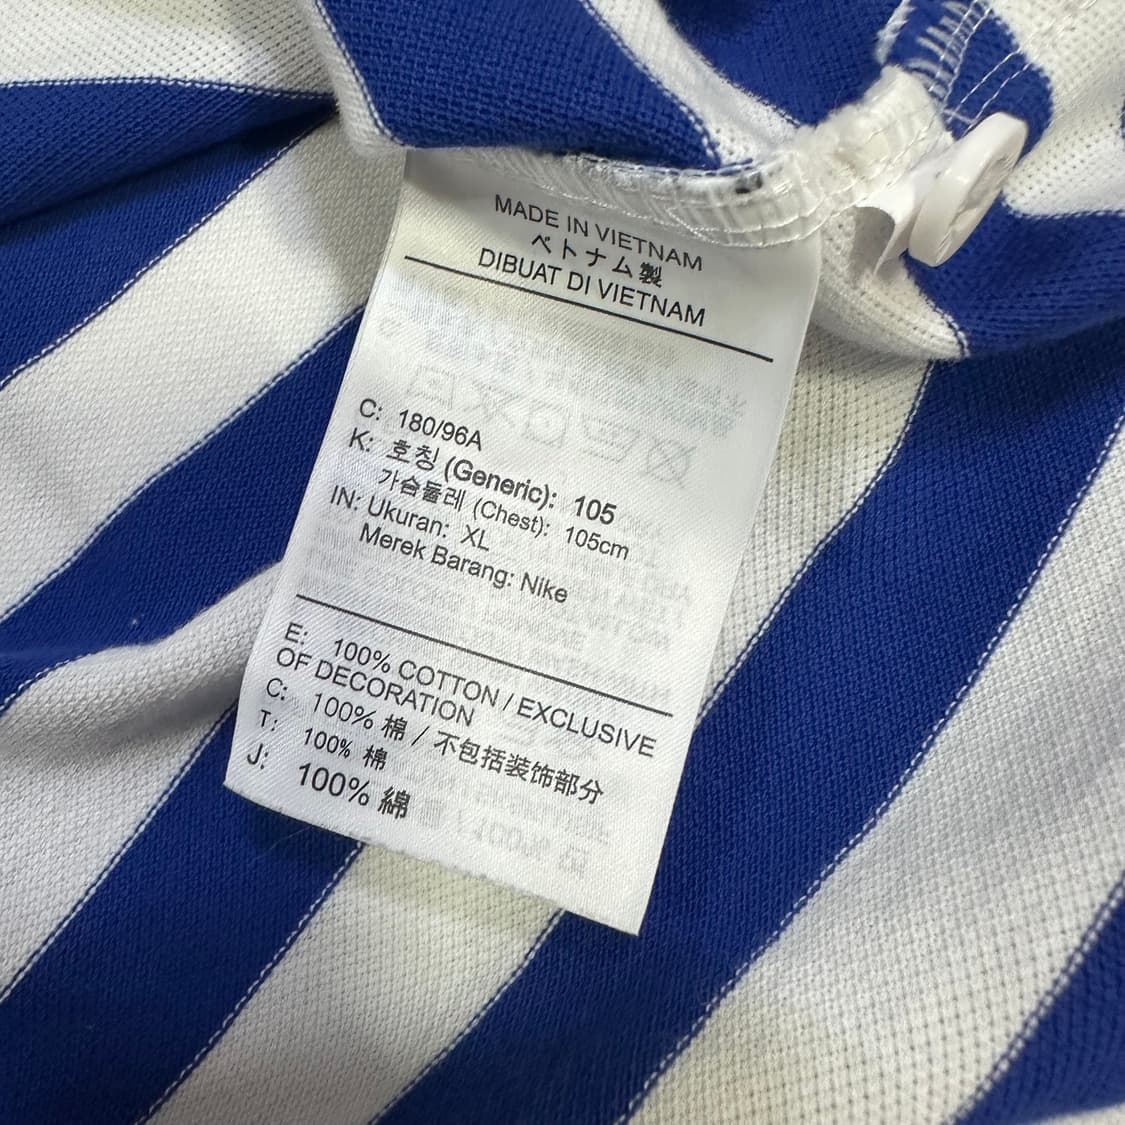 MADE IN VIETNAM
ベトナム製
DIBUAT DI VIETNAM
C: 180/96A
K: 호칭 (Generic): 105
가슴둘레 (Chest): 105cm
IN: Ukuran: XL
Merek Barang: Nike
E: 100% COTTON / EXCLUSIVE
OF DECORATION
C: 100% 棉 / 不包括装饰部分
T: 100% 棉
J: 100% 綿